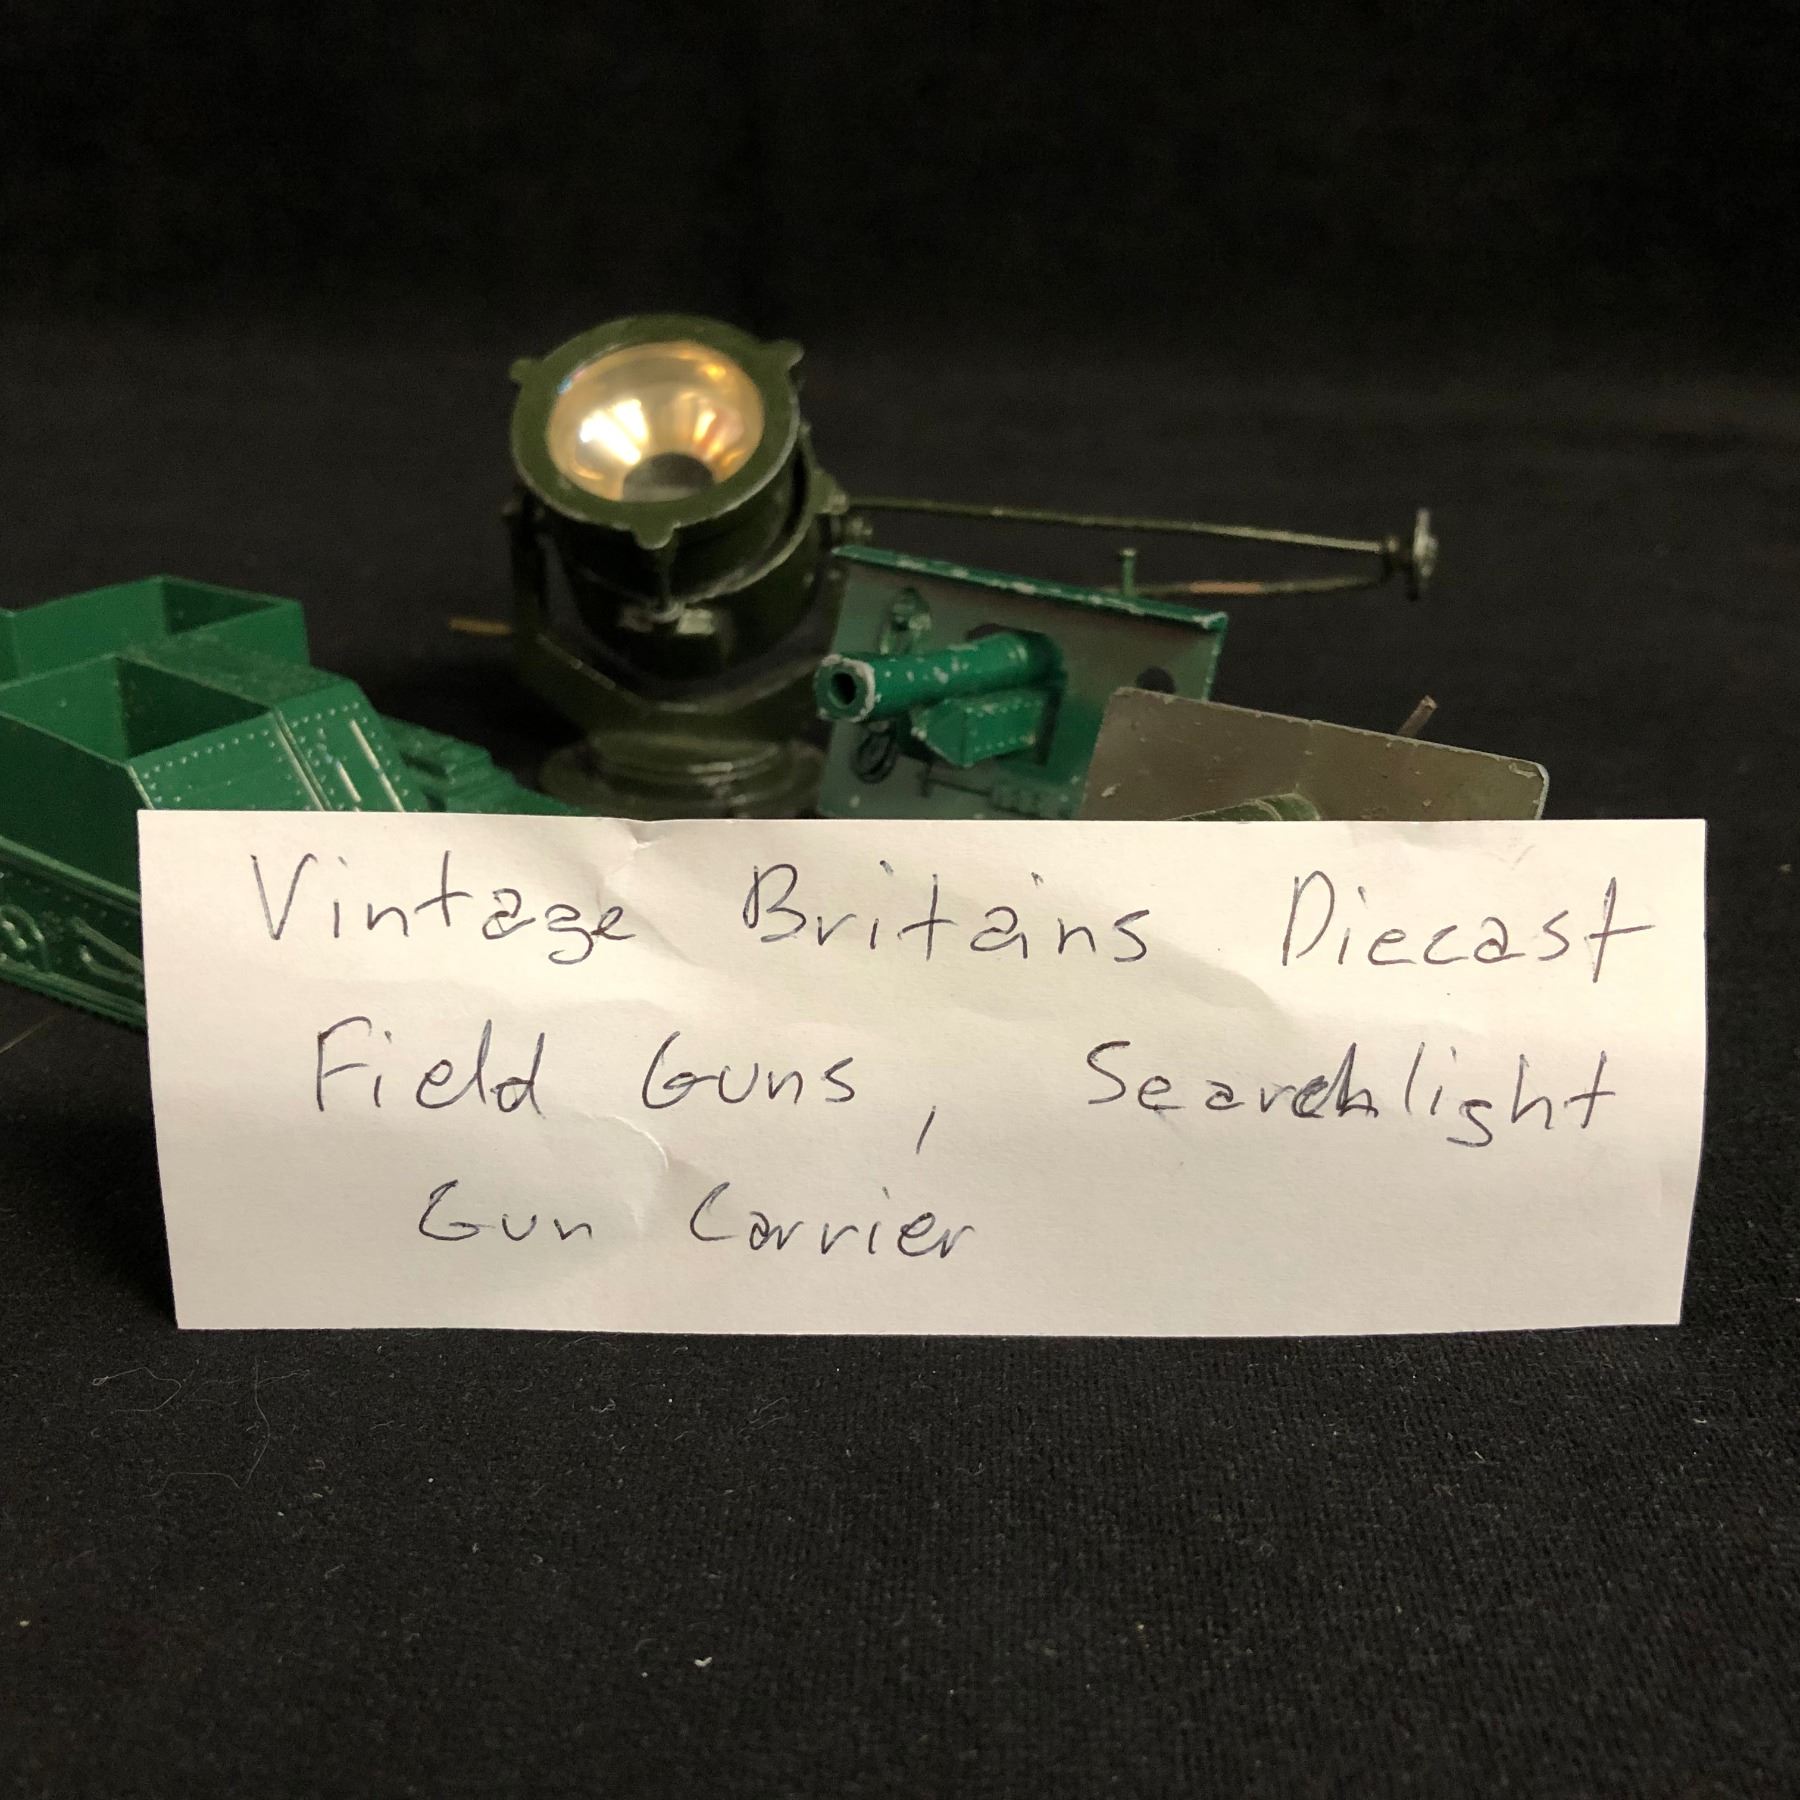 Vintage Britains Diecast
Field Guns, Searchlight
Gun Carrier